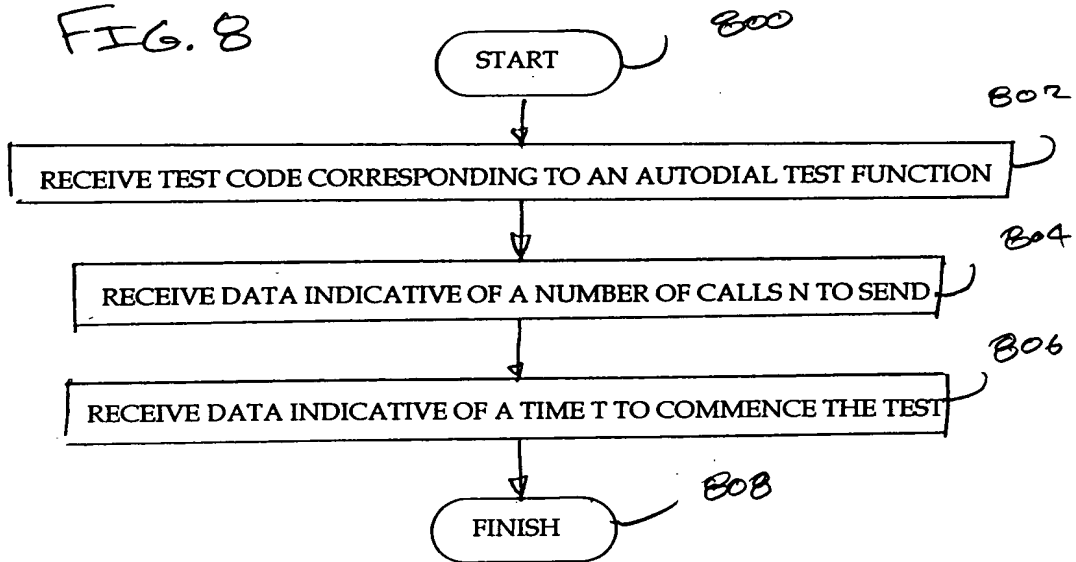 FIG. 8
800
START
802
RECEIVE TEST CODE CORRESPONDING TO AN AUTODIAL TEST FUNCTION
804
RECEIVE DATA INDICATIVE OF A NUMBER OF CALLS N TO SEND
806
RECEIVE DATA INDICATIVE OF A TIME T TO COMMENCE THE TEST
808
FINISH